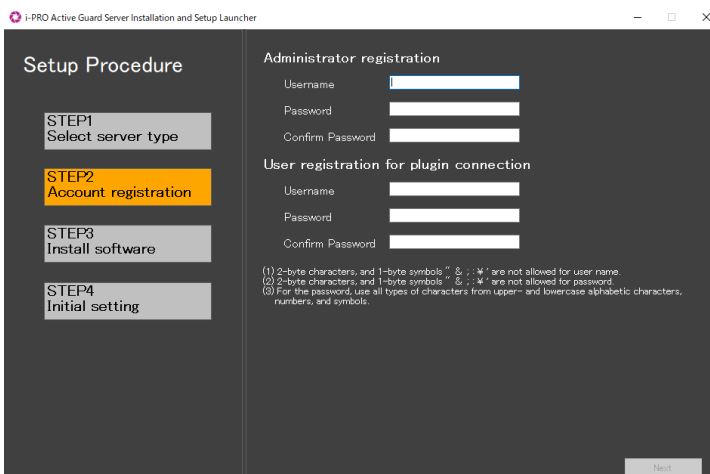 i-PRO Active Guard Server Installation and Setup Launcher
Setup Procedure
STEP1
Select server type
STEP2
Account registration
STEP3
Install software
STEP4
Initial setting
Administrator registration
Username
Password
Confirm Password
User registration for plugin connection
Username
Password
Confirm Password
(1) 2-byte characters, and 1-byte symbols " & ; : ¥ ' are not allowed for user name.
(2) 2-byte characters, and 1-byte symbols " & ; : ¥ ' are not allowed for password.
(3) For the password, use all types of characters from upper- and lowercase alphabetic characters,
numbers, and symbols.
Next